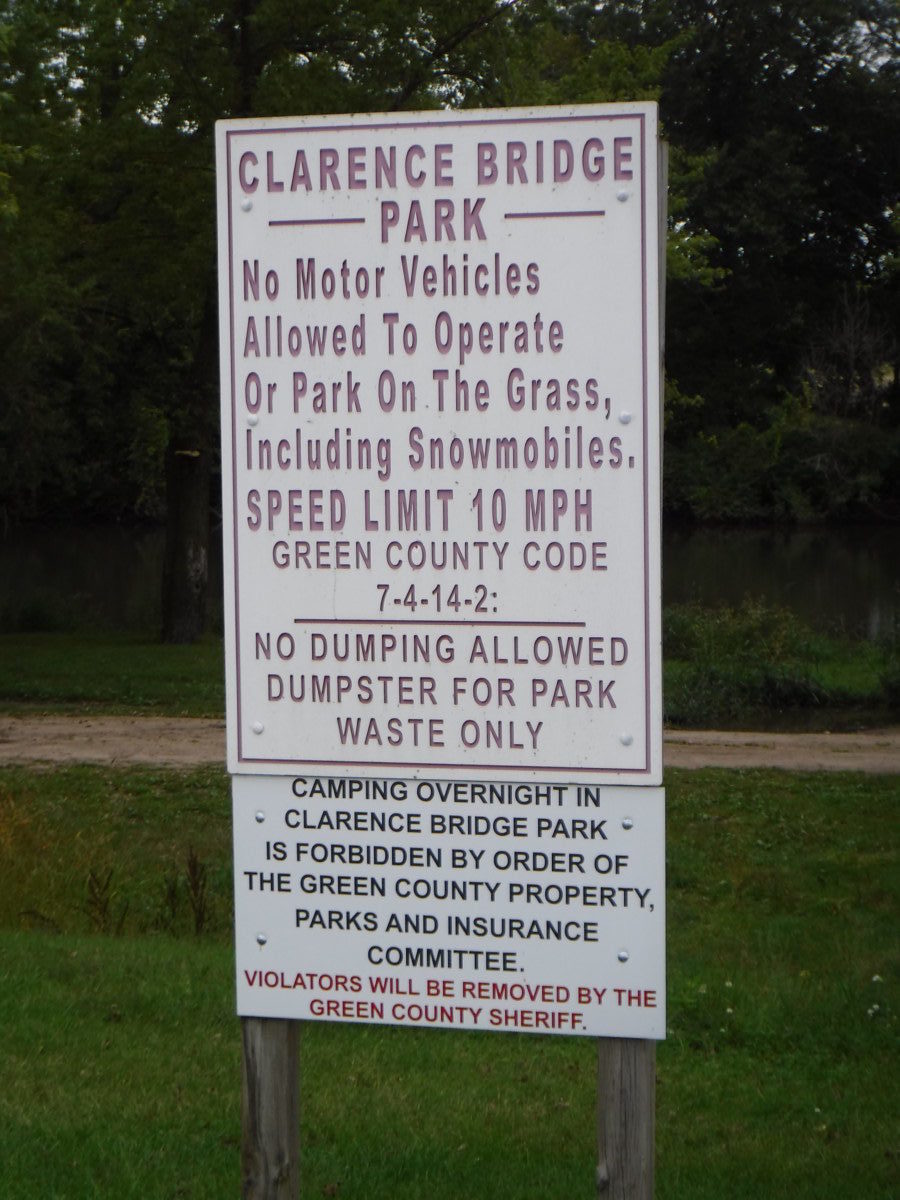 CLARENCE BRIDGE
PARK
No Motor Vehicles
Allowed To Operate
Or Park On The Grass,
Including Snowmobiles.
SPEED LIMIT 10 MPH
GREEN COUNTY CODE
7-4-14-2:
NO DUMPING ALLOWED
DUMPSTER FOR PARK
WASTE ONLY
CAMPING OVERNIGHT IN
CLARENCE BRIDGE PARK
IS FORBIDDEN BY ORDER OF
THE GREEN COUNTY PROPERTY,
PARKS AND INSURANCE
COMMITTEE.
VIOLATORS WILL BE REMOVED BY THE
GREEN COUNTY SHERIFF.